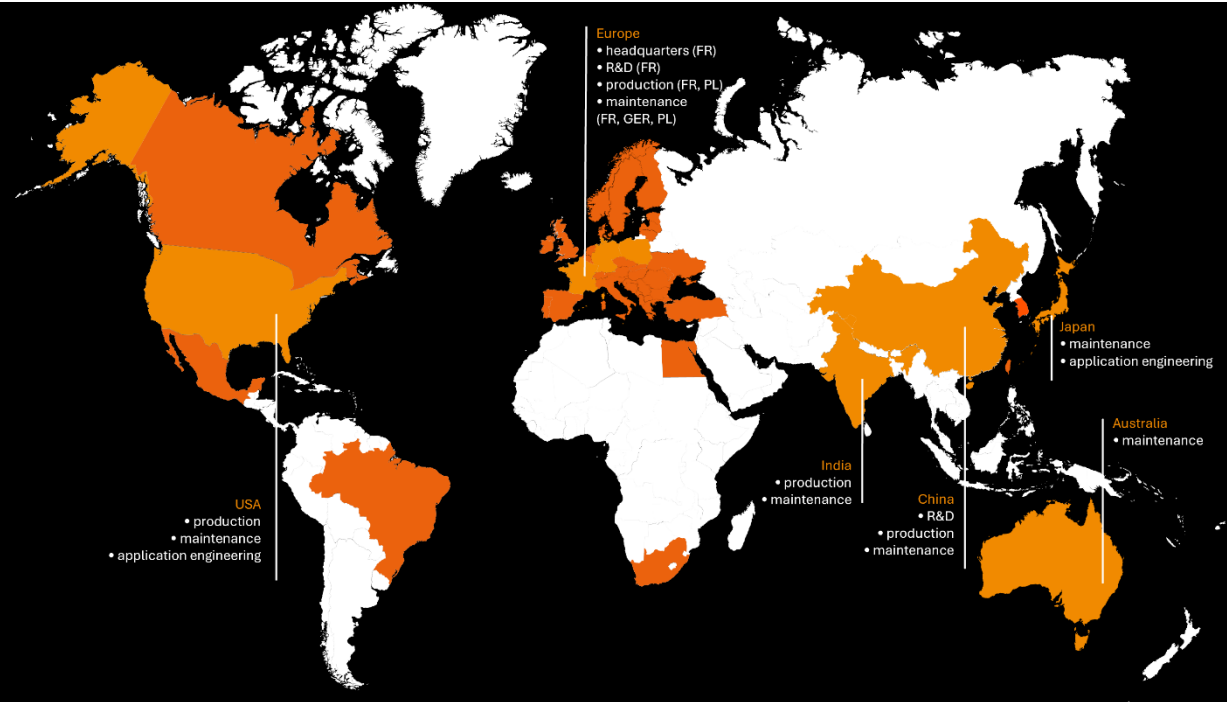 Europe
• headquarters (FR)
• R&D (FR)
• production (FR, PL)
• maintenance
(FR, GER, PL)
Japan
• maintenance
• application engineering
Australia
• maintenance
India
• production
• maintenance
China
• R&D
• production
• maintenance
USA
• production
• maintenance
• application engineering